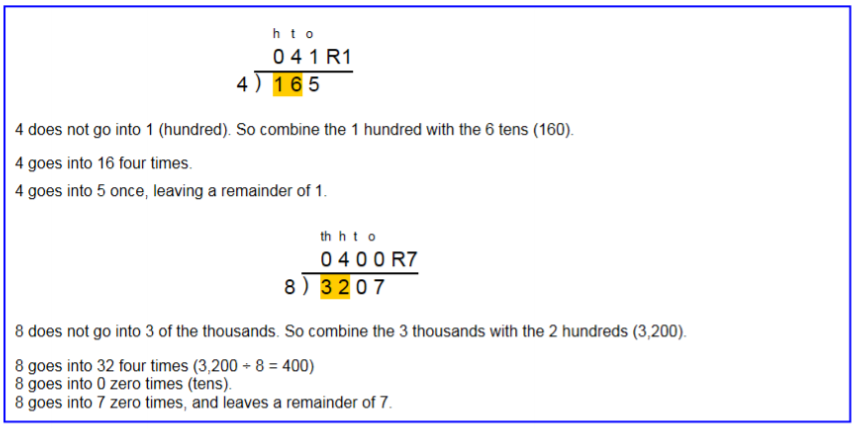 h t o
0 4 1 R1
4 ) 1 6 5
4 does not go into 1 (hundred). So combine the 1 hundred with the 6 tens (160).
4 goes into 16 four times.
4 goes into 5 once, leaving a remainder of 1.
th h t o
0 4 0 0 R7
8 ) 3 2 0 7
8 does not go into 3 of the thousands. So combine the 3 thousands with the 2 hundreds (3,200).
8 goes into 32 four times (3,200 ÷ 8 = 400)
8 goes into 0 zero times (tens).
8 goes into 7 zero times, and leaves a remainder of 7.